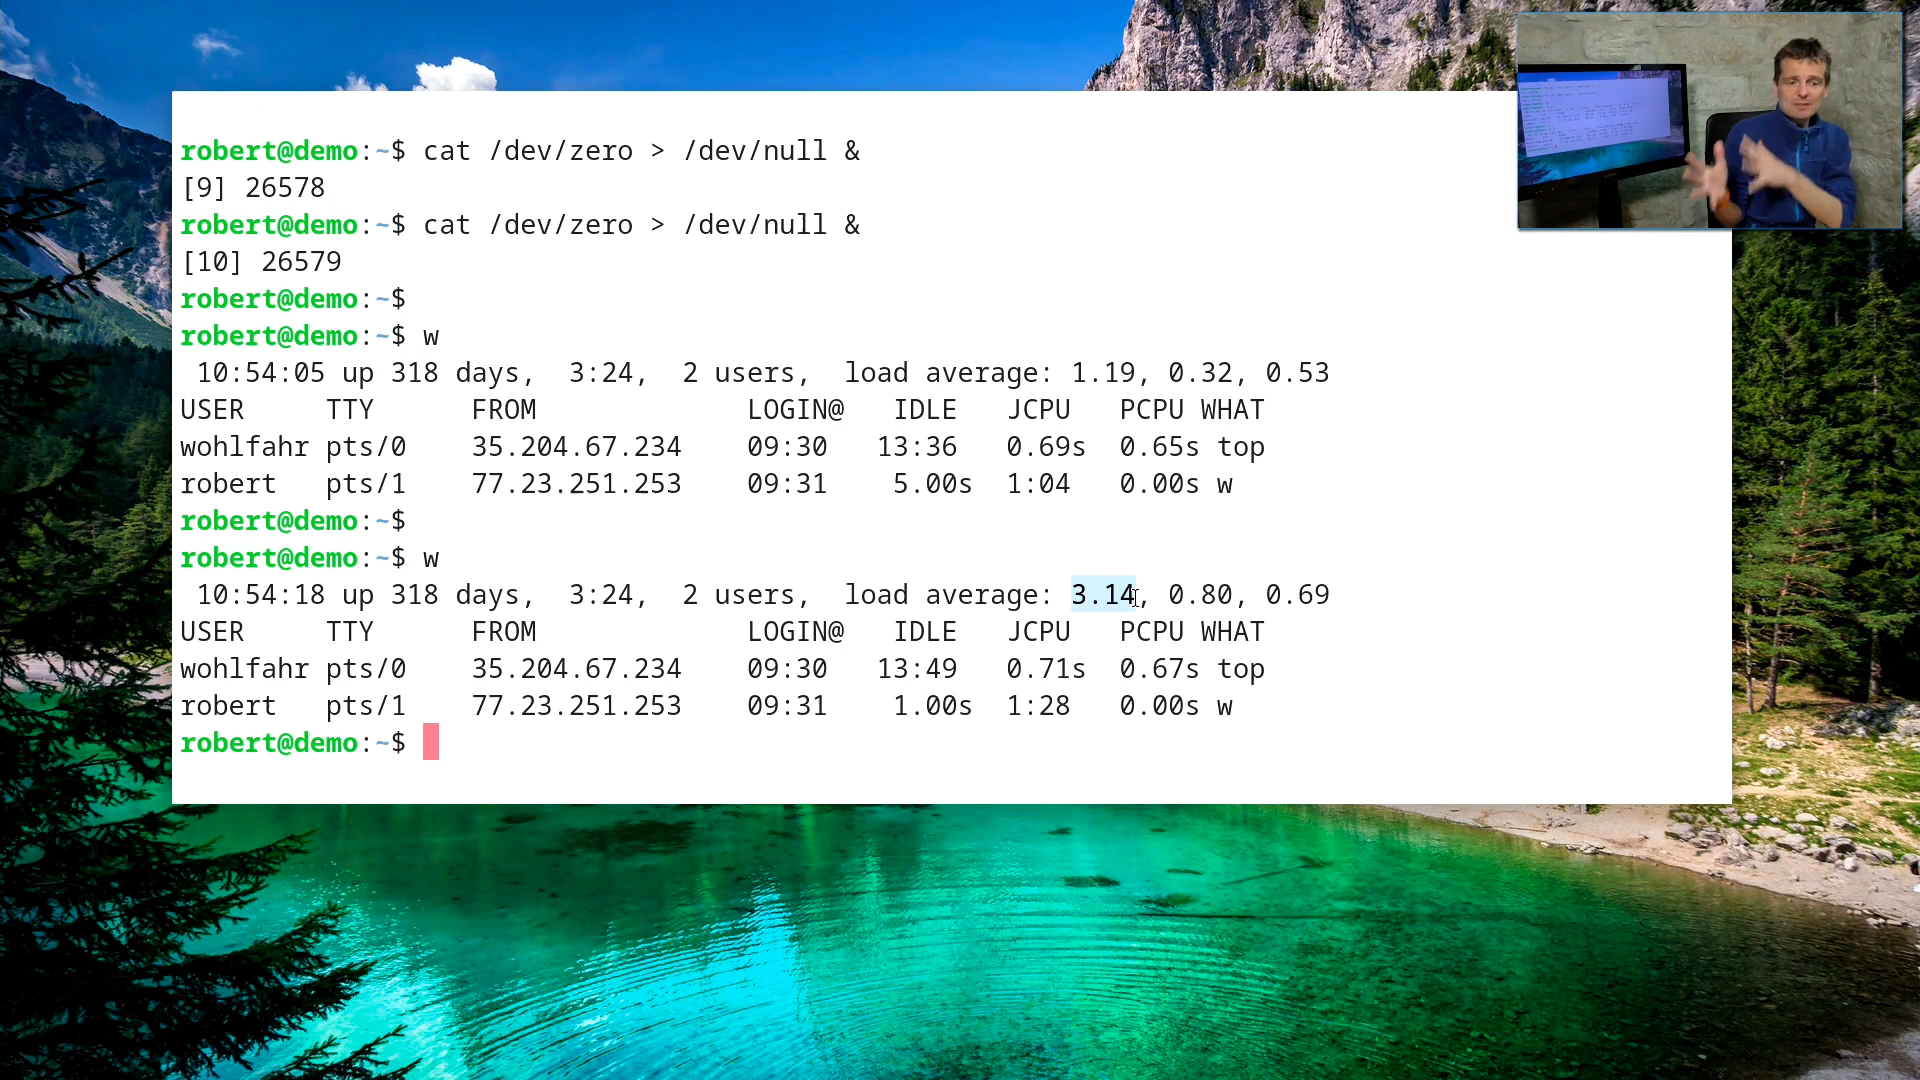 robert@demo:~$ cat /dev/zero > /dev/null &
[9] 26578
robert@demo:~$ cat /dev/zero > /dev/null &
[10] 26579
robert@demo:~$
robert@demo:~$ w
 10:54:05 up 318 days,  3:24,  2 users,  load average: 1.19, 0.32, 0.53
USER     TTY      FROM             LOGIN@   IDLE   JCPU   PCPU WHAT
wohlfahr pts/0    35.204.67.234    09:30   13:36   0.69s  0.65s top
robert   pts/1    77.23.251.253    09:31    5.00s  1:04   0.00s w
robert@demo:~$
robert@demo:~$ w
 10:54:18 up 318 days,  3:24,  2 users,  load average: 3.14, 0.80, 0.69
USER     TTY      FROM             LOGIN@   IDLE   JCPU   PCPU WHAT
wohlfahr pts/0    35.204.67.234    09:30   13:49   0.71s  0.67s top
robert   pts/1    77.23.251.253    09:31    1.00s  1:28   0.00s w
robert@demo:~$